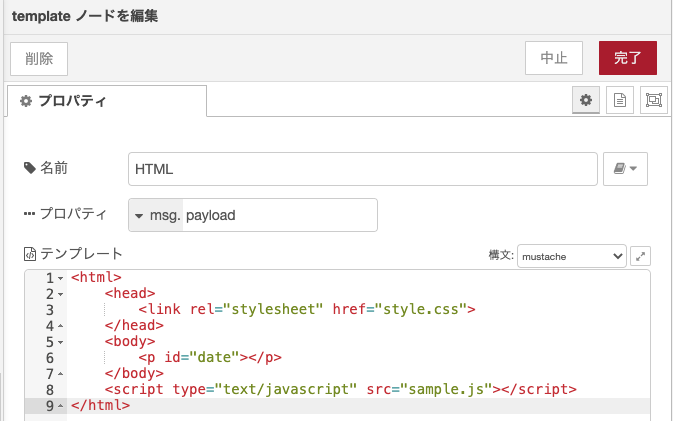 template ノードを編集
削除 中止 完了
プロパティ
名前 HTML
プロパティ msg. payload
テンプレート 構文: mustache
1 <html>
2     <head>
3         <link rel="stylesheet" href="style.css">
4     </head>
5     <body>
6         <p id="date"></p>
7     </body>
8     <script type="text/javascript" src="sample.js"></script>
9 </html>